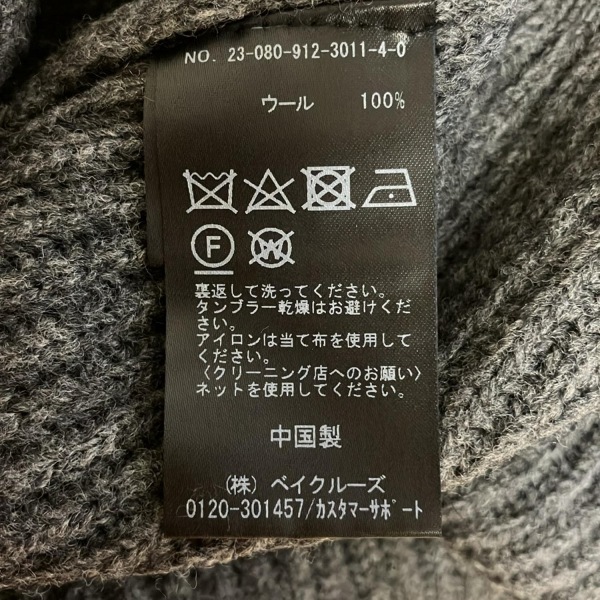 NO. 23-080-912-3011-4-0
ウール 100%
F
W
裏返して洗ってください。
タンブラー乾燥はお避けくだ
さい。
アイロンは当て布を使用して
ください。
〈クリーニング店へのお願い〉
ネットを使用してください。
中国製
(株) ベイクルーズ
0120-301457/カスタマーサポート